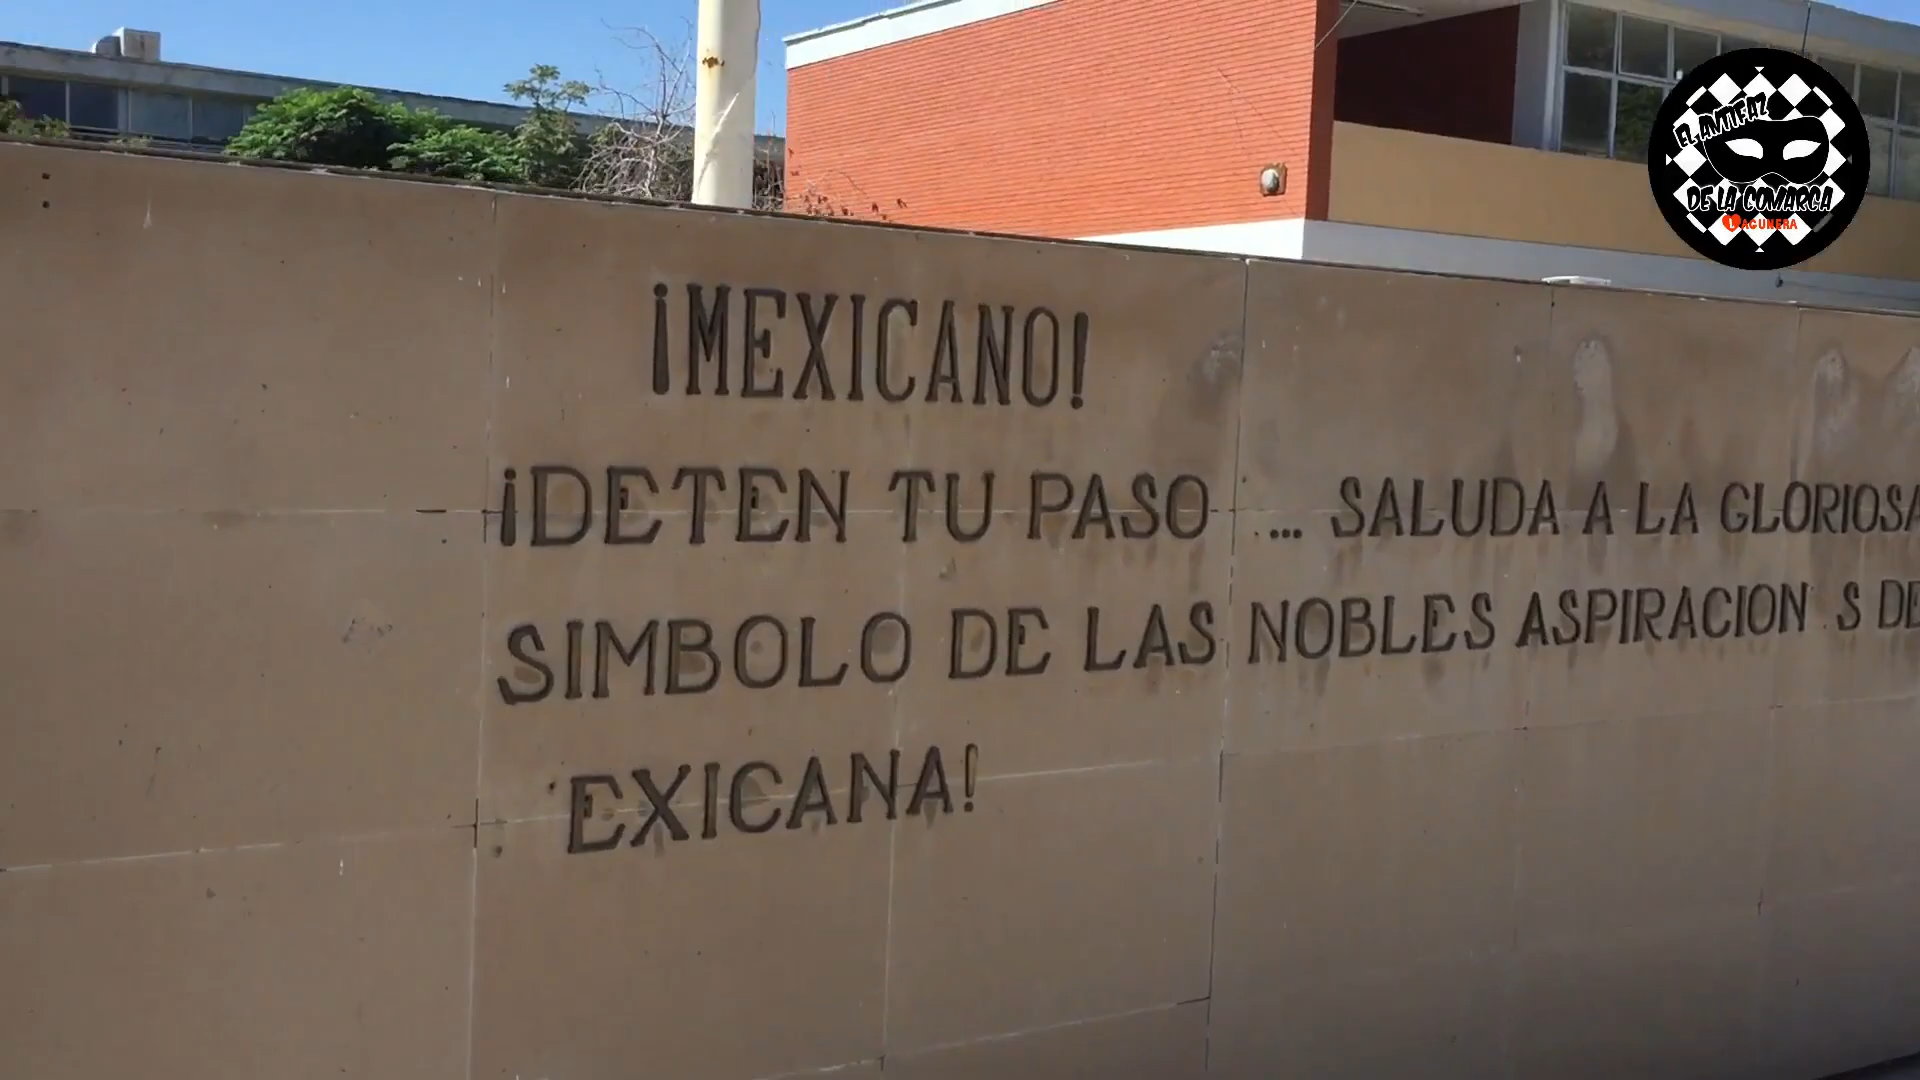 ¡MEXICANO!
¡DETEN TU PASO ... SALUDA A LA GLORIOSA
SIMBOLO DE LAS NOBLES ASPIRACION S DE
EXICANA!
EL ANTIFAZ
DE LA COMARCA
LAGUNERA